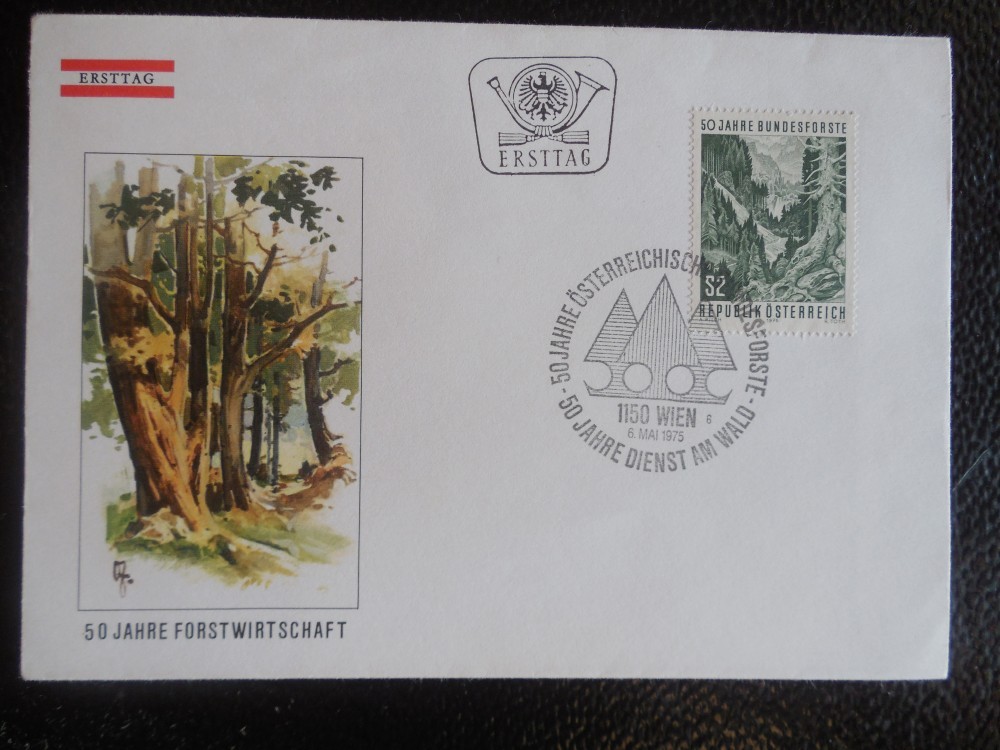 ERSTTAG
ERSTTAG
50 JAHRE BUNDESFORSTE
S2
REPUBLIK ÖSTERREICH
50 JAHRE ÖSTERREICHISCH ESFORSTE -
- 50 JAHRE DIENST AM WALD
1150 WIEN 6
6. MAI 1975
50 JAHRE FORSTWIRTSCHAFT